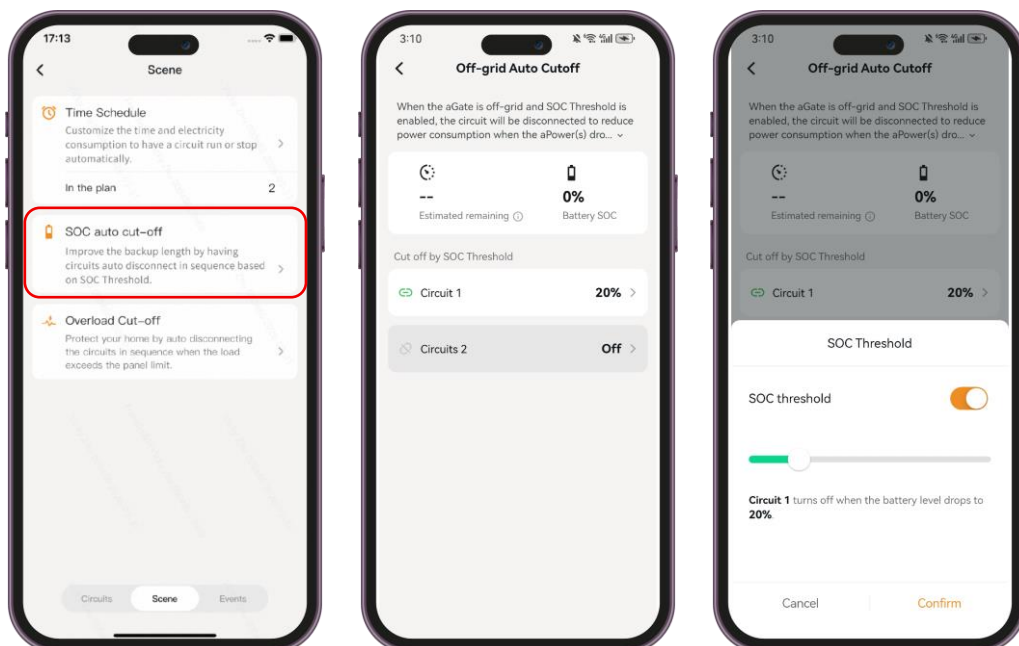 17:13
Scene
Time Schedule
Customize the time and electricity
consumption to have a circuit run or stop
automatically.
In the plan 2
SOC auto cut-off
Improve the backup length by having
circuits auto disconnect in sequence based
on SOC Threshold.
Overload Cut-off
Protect your home by auto disconnecting
the circuits in sequence when the load
exceeds the panel limit.
Circuits Scene Events
3:10
Off-grid Auto Cutoff
When the aGate is off-grid and SOC Threshold is
enabled, the circuit will be disconnected to reduce
power consumption when the aPower(s) dro...
-- 0%
Estimated remaining Battery SOC
Cut off by SOC Threshold
Circuit 1 20%
Circuits 2 Off
3:10
Off-grid Auto Cutoff
When the aGate is off-grid and SOC Threshold is
enabled, the circuit will be disconnected to reduce
power consumption when the aPower(s) dro...
-- 0%
Estimated remaining Battery SOC
Cut off by SOC Threshold
Circuit 1 20%
SOC Threshold
SOC threshold
Circuit 1 turns off when the battery level drops to
20%.
Cancel Confirm